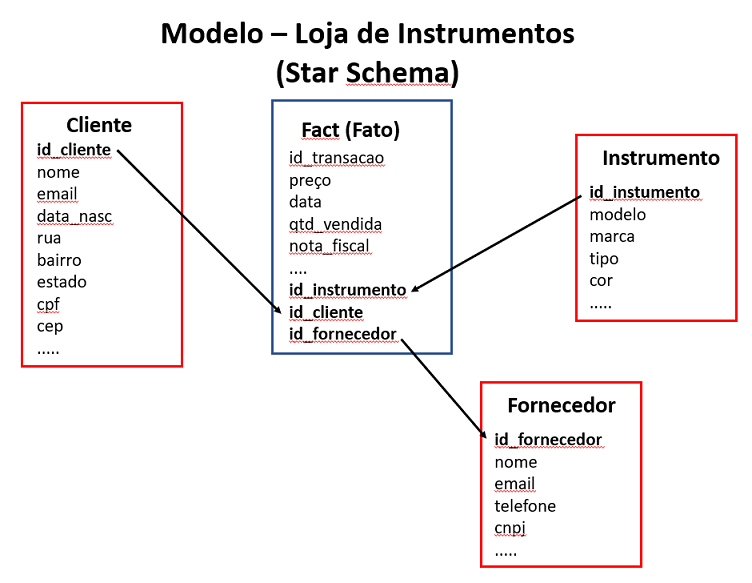 Modelo – Loja de Instrumentos
(Star Schema)
Cliente
id_cliente
nome
email
data_nasc
rua
bairro
estado
cpf
cep
.....
Fact (Fato)
id_transacao
preço
data
qtd_vendida
nota_fiscal
....
id_instrumento
id_cliente
id_fornecedor
Instrumento
id_instumento
modelo
marca
tipo
cor
.....
Fornecedor
id_fornecedor
nome
email
telefone
cnpj
.....